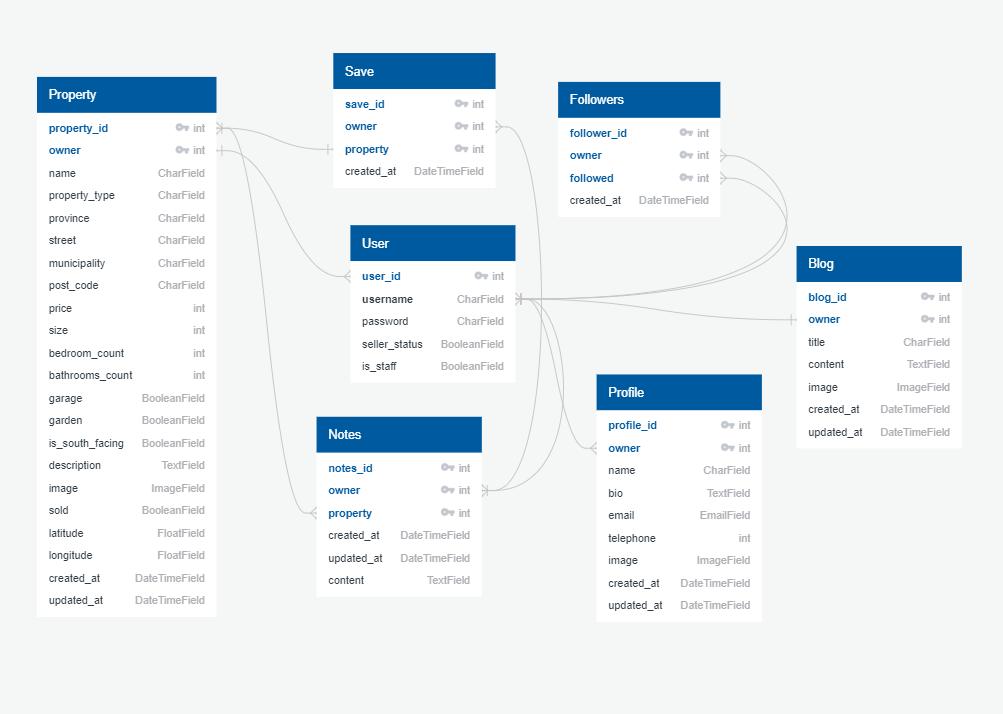 Property
property_id int
owner int
name CharField
property_type CharField
province CharField
street CharField
municipality CharField
post_code CharField
price int
size int
bedroom_count int
bathrooms_count int
garage BooleanField
garden BooleanField
is_south_facing BooleanField
description TextField
image ImageField
sold BooleanField
latitude FloatField
longitude FloatField
created_at DateTimeField
updated_at DateTimeField
Save
save_id int
owner int
property int
created_at DateTimeField
User
user_id int
username CharField
password CharField
seller_status BooleanField
is_staff BooleanField
Notes
notes_id int
owner int
property int
created_at DateTimeField
updated_at DateTimeField
content TextField
Followers
follower_id int
owner int
followed int
created_at DateTimeField
Profile
profile_id int
owner int
name CharField
bio TextField
email EmailField
telephone int
image ImageField
created_at DateTimeField
updated_at DateTimeField
Blog
blog_id int
owner int
title CharField
content TextField
image ImageField
created_at DateTimeField
updated_at DateTimeField